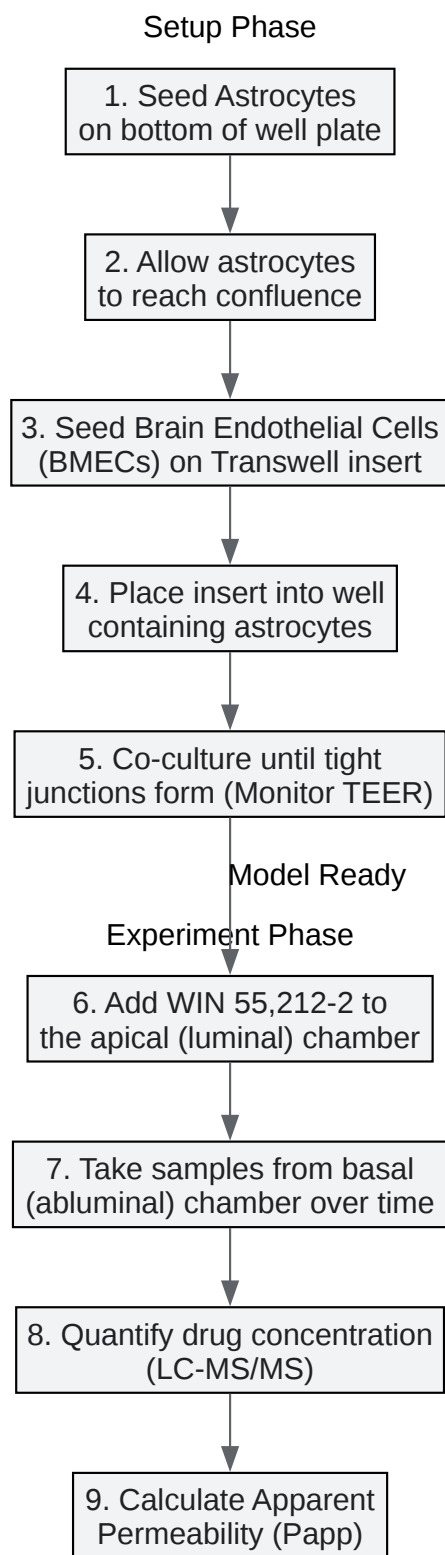 Setup Phase
1. Seed Astrocytes
on bottom of well plate
2. Allow astrocytes
to reach confluence
3. Seed Brain Endothelial Cells
(BMECs) on Transwell insert
4. Place insert into well
containing astrocytes
5. Co-culture until tight
junctions form (Monitor TEER)
Model Ready
Experiment Phase
6. Add WIN 55,212-2 to
the apical (luminal) chamber
7. Take samples from basal
(abluminal) chamber over time
8. Quantify drug concentration
(LC-MS/MS)
9. Calculate Apparent
Permeability (Papp)